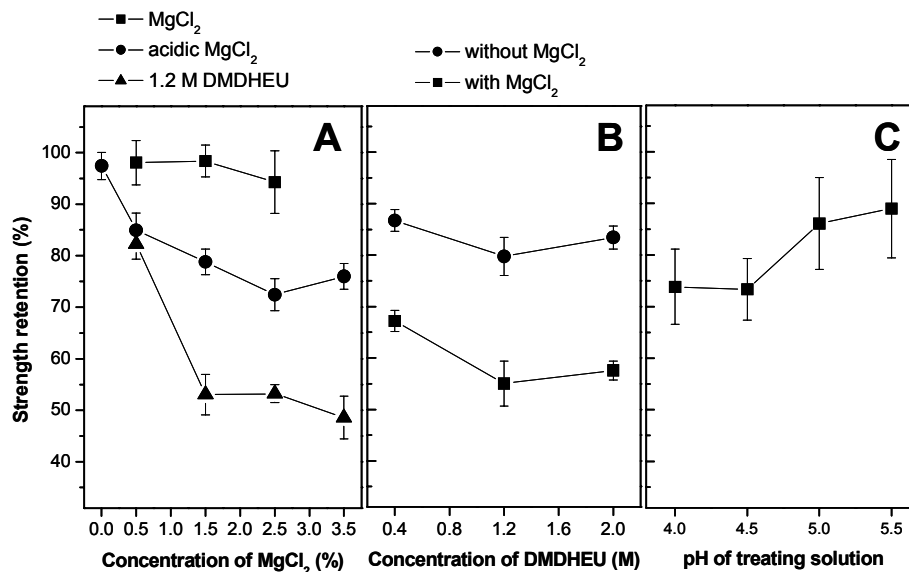 MgCl₂
acidic MgCl₂
1.2 M DMDHEU
without MgCl₂
with MgCl₂
A
B
C
Strength retention (%)
100
90
80
70
60
50
40
0.0 0.5 1.0 1.5 2.0 2.5 3.0 3.5
0.4 0.8 1.2 1.6 2.0
4.0 4.5 5.0 5.5
Concentration of MgCl₂ (%)
Concentration of DMDHEU (M)
pH of treating solution